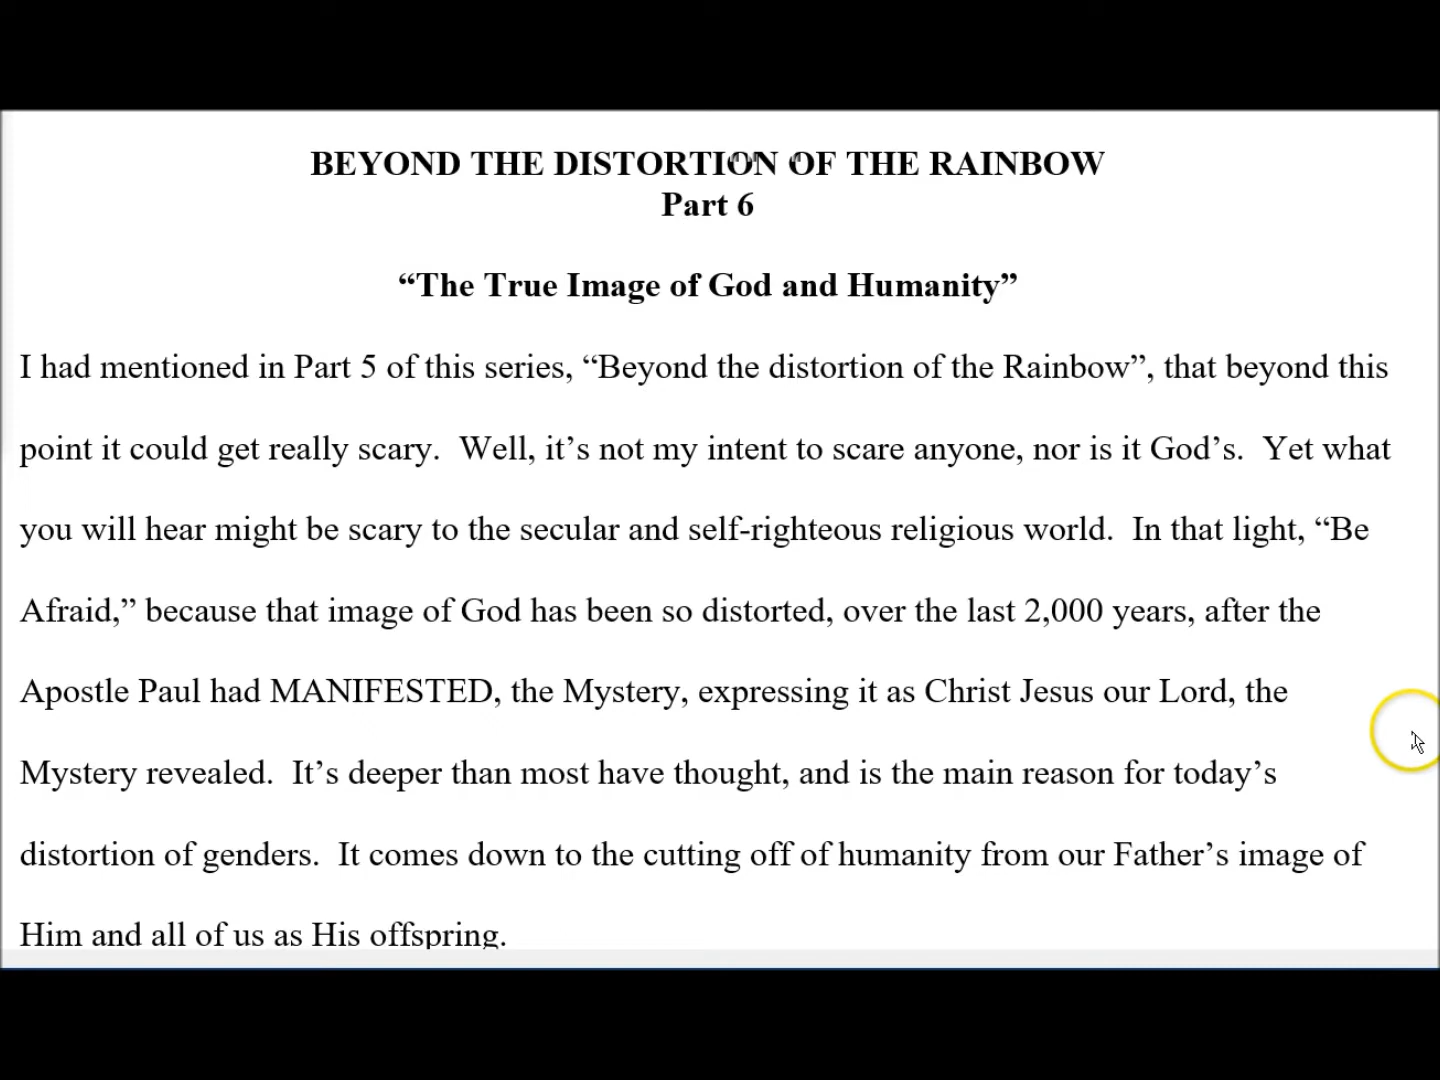 BEYOND THE DISTORTION OF THE RAINBOW
Part 6
“The True Image of God and Humanity”
I had mentioned in Part 5 of this series, “Beyond the distortion of the Rainbow”, that beyond this
point it could get really scary.  Well, it’s not my intent to scare anyone, nor is it God’s.  Yet what
you will hear might be scary to the secular and self-righteous religious world.  In that light, “Be
Afraid,” because that image of God has been so distorted, over the last 2,000 years, after the
Apostle Paul had MANIFESTED, the Mystery, expressing it as Christ Jesus our Lord, the
Mystery revealed.  It’s deeper than most have thought, and is the main reason for today’s
distortion of genders.  It comes down to the cutting off of humanity from our Father’s image of
Him and all of us as His offspring.